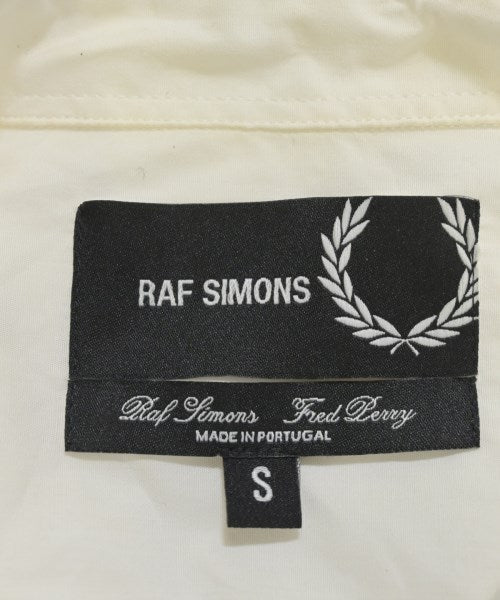 RAF SIMONS
Raf Simons Fred Perry
MADE IN PORTUGAL
S